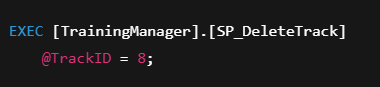 EXEC [TrainingManager].[SP_DeleteTrack]
@TrackID = 8;